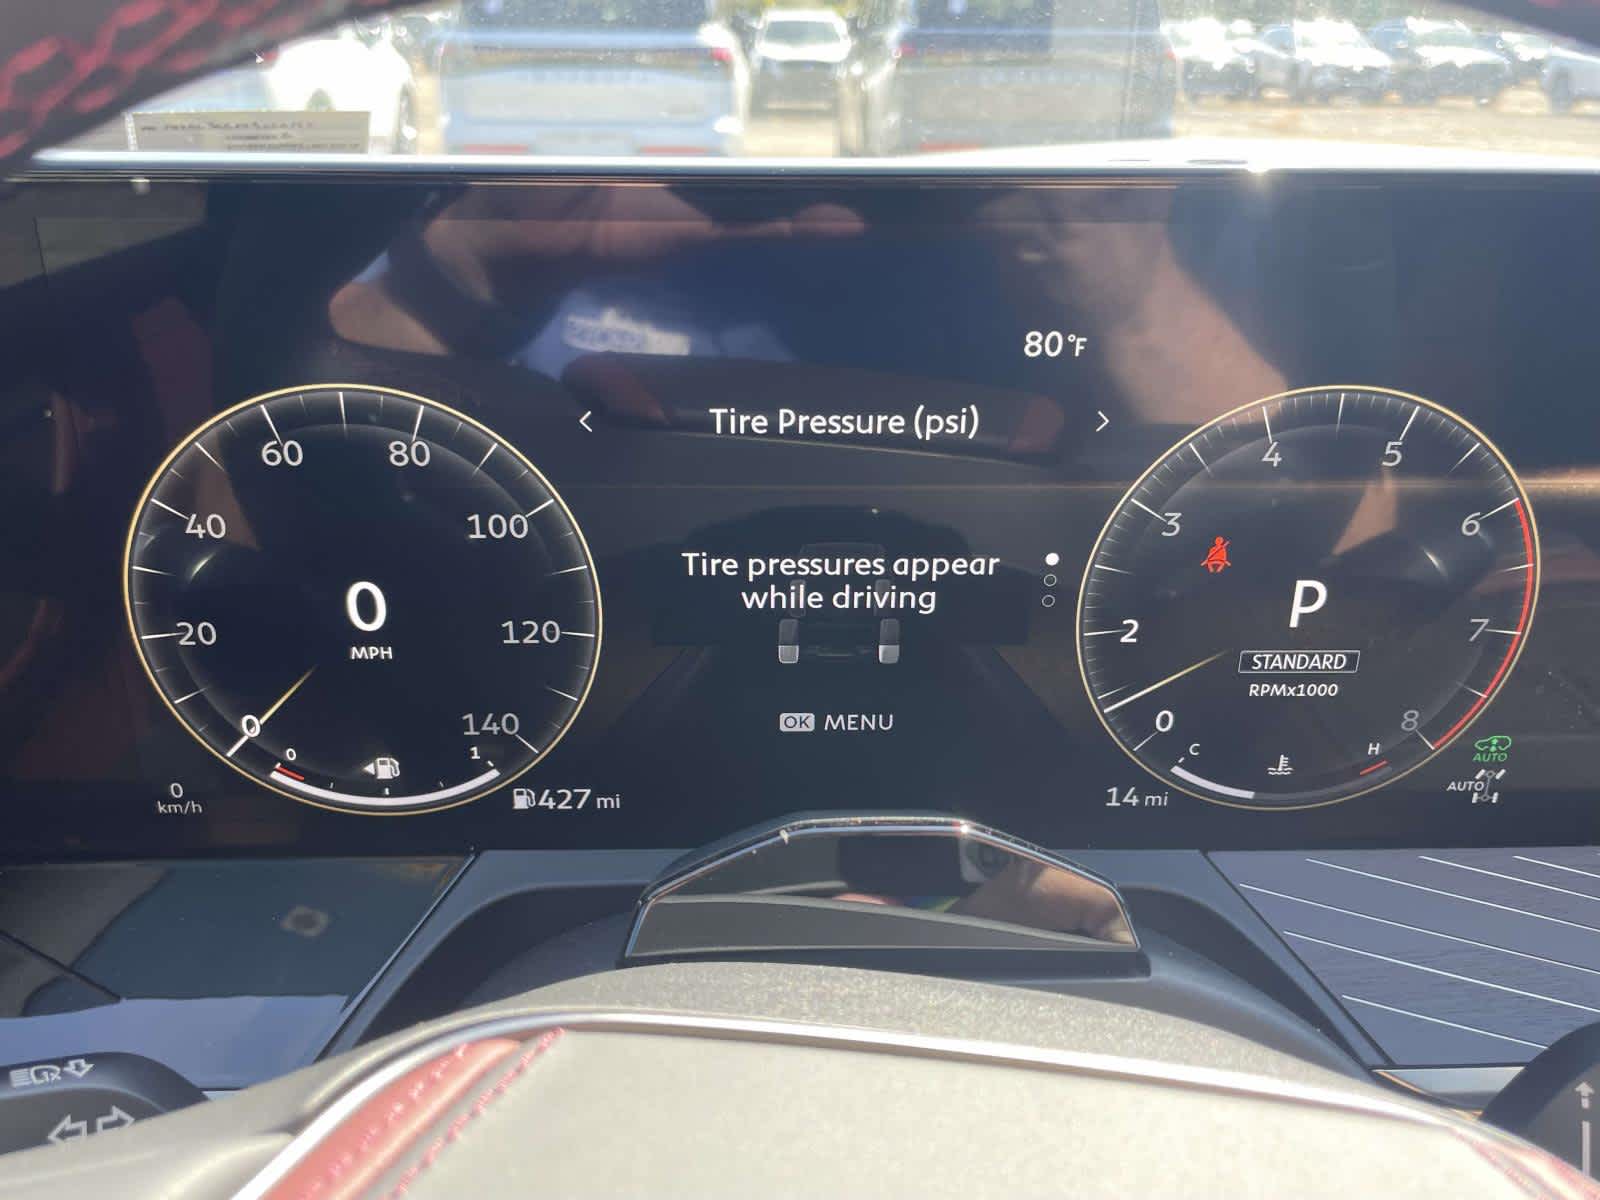 80°F
Tire Pressure (psi)
60 80
4 5
40 100
3 6
Tire pressures appear
while driving
0
MPH
20 120
P
2 7
STANDARD
RPMx1000
0 140
OK MENU
0 8
0 1
C H
AUTO
0
km/h
427 mi
14 mi
AUTO
1x